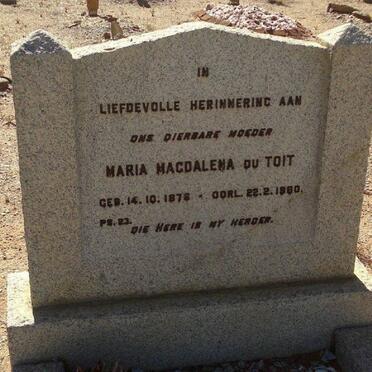 IN
LIEFDEVOLLE HERINNERING AAN
ONS DIERBARE MOEDER
MARIA MAGDALENA DU TOIT
GEB. 14.10.1876 - OORL. 22.2.1960.
PS. 23. DIE HERE IS MY HERDER.